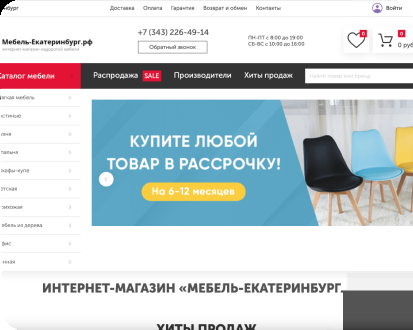 нбург Доставка Оплата Гарантия Возврат и обмен Контакты Войти
Мебель-Екатеринбург.рф
интернет-магазин недорогой мебели
+7 (343) 226-49-14
Обратный звонок
ПН-ПТ с 8:00 до 19:00
СБ-ВС с 10:00 до 16:00
0 0
0 руб
Каталог мебели Распродажа SALE Производители Хиты продаж Найти товар или бренд
ягкая мебель
остиные
хня
альня
кафы-купе
етская
рихожая
ебель из дерева
фис
нная
КУПИТЕ ЛЮБОЙ
ТОВАР В РАССРОЧКУ!
На 6-12 месяцев
ИНТЕРНЕТ-МАГАЗИН «МЕБЕЛЬ-ЕКАТЕРИНБУРГ.
ХИТЫ ПРОДАЖ